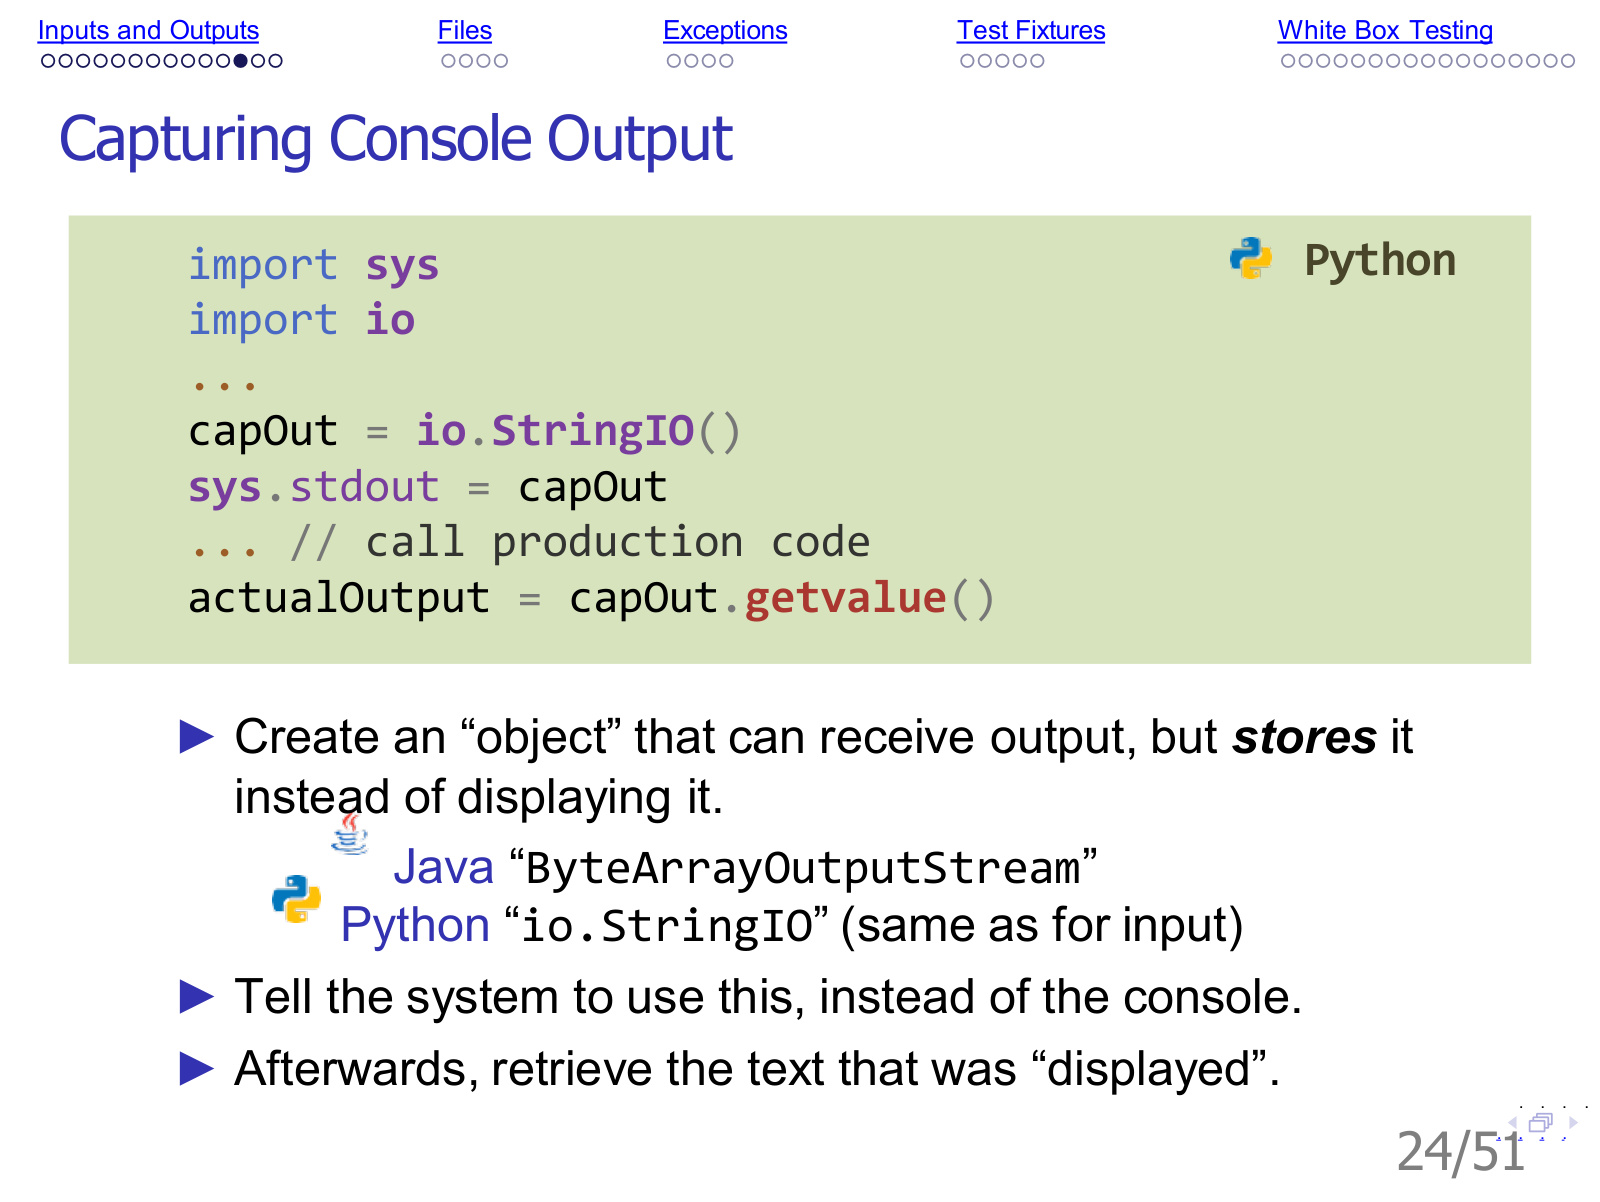 Inputs and Outputs Files Exceptions Test Fixtures White Box Testing
Capturing Console Output
Python
import sys
import io
...
capOut = io.StringIO()
sys.stdout = capOut
... // call production code
actualOutput = capOut.getvalue()
► Create an “object” that can receive output, but stores it
instead of displaying it.
Java “ByteArrayOutputStream”
Python “io.StringIO” (same as for input)
► Tell the system to use this, instead of the console.
► Afterwards, retrieve the text that was “displayed”.
24/51